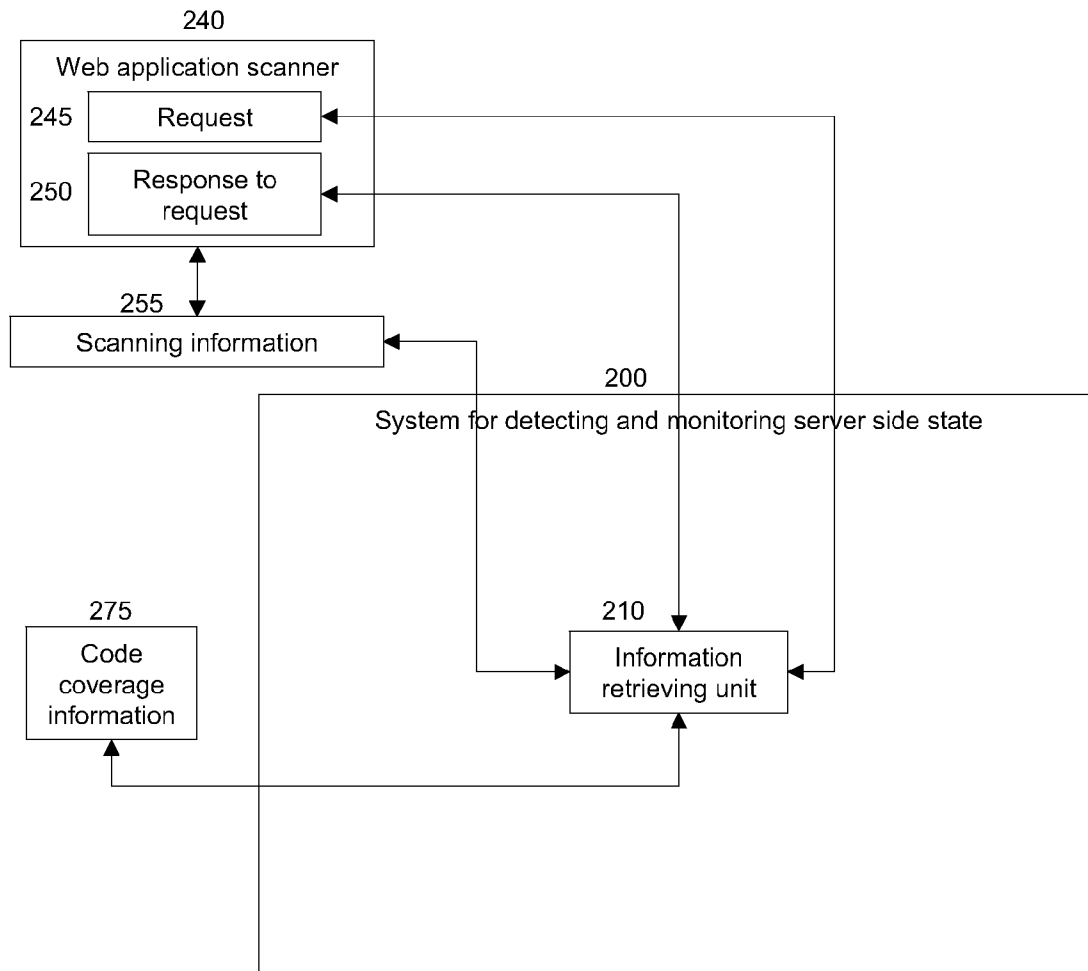 240
Web application scanner
245
Request
250
Response to
request
255
Scanning information
200
System for detecting and monitoring server side state
275
Code
coverage
information
210
Information
retrieving unit